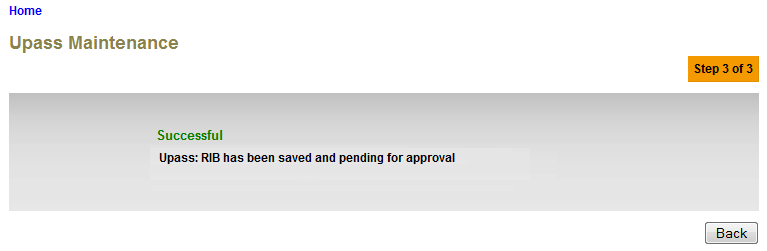 Home
Upass Maintenance
Step 3 of 3
Successful
Upass: RIB has been saved and pending for approval
Back